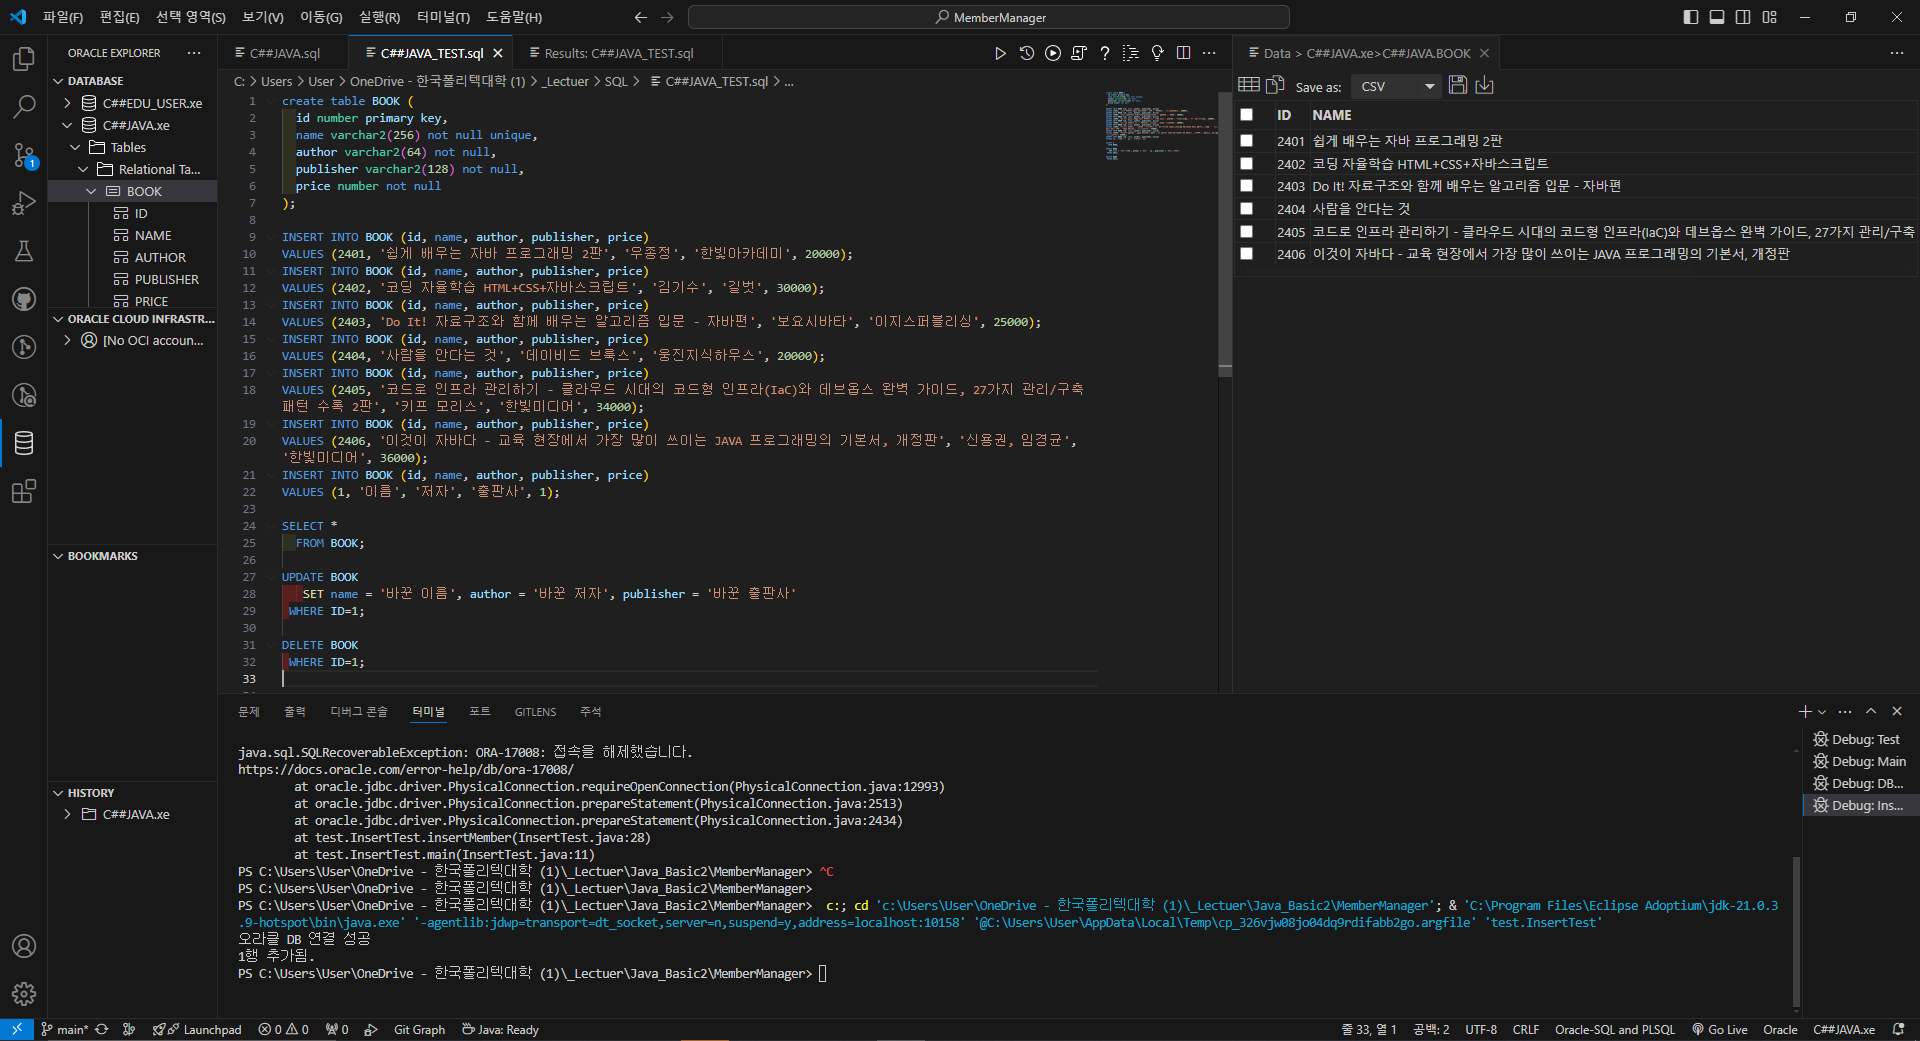 파일(F) 편집(E) 선택 영역(S) 보기(V) 이동(G) 실행(R) 터미널(T) 도움말(H)
MemberManager
ORACLE EXPLORER
DATABASE
C##EDU_USER.xe
C##JAVA.xe
Tables
Relational Ta...
BOOK
ID
NAME
AUTHOR
PUBLISHER
PRICE
ORACLE CLOUD INFRASTR...
[No OCI accoun...
BOOKMARKS
HISTORY
C##JAVA.xe
1
C##JAVA.sql
C##JAVA_TEST.sql
Results: C##JAVA_TEST.sql
C: > Users > User > OneDrive - 한국폴리텍대학 (1) > _Lectuer > SQL > C##JAVA_TEST.sql > ...
1 create table BOOK (
2 id number primary key,
3 name varchar2(256) not null unique,
4 author varchar2(64) not null,
5 publisher varchar2(128) not null,
6 price number not null
7 );
8
9 INSERT INTO BOOK (id, name, author, publisher, price)
10 VALUES (2401, '쉽게 배우는 자바 프로그래밍 2판', '우종정', '한빛아카데미', 20000);
11 INSERT INTO BOOK (id, name, author, publisher, price)
12 VALUES (2402, '코딩 자율학습 HTML+CSS+자바스크립트', '김기수', '길벗', 30000);
13 INSERT INTO BOOK (id, name, author, publisher, price)
14 VALUES (2403, 'Do It! 자료구조와 함께 배우는 알고리즘 입문 - 자바편', '보요시바타', '이지스퍼블리싱', 25000);
15 INSERT INTO BOOK (id, name, author, publisher, price)
16 VALUES (2404, '사람을 안다는 것', '데이비드 브룩스', '웅진지식하우스', 20000);
17 INSERT INTO BOOK (id, name, author, publisher, price)
18 VALUES (2405, '코드로 인프라 관리하기 - 클라우드 시대의 코드형 인프라(IaC)와 데브옵스 완벽 가이드, 27가지 관리/구축
패턴 수록 2판', '키프 모리스', '한빛미디어', 34000);
19 INSERT INTO BOOK (id, name, author, publisher, price)
20 VALUES (2406, '이것이 자바다 - 교육 현장에서 가장 많이 쓰이는 JAVA 프로그래밍의 기본서, 개정판', '신용권, 임경균',
'한빛미디어', 36000);
21 INSERT INTO BOOK (id, name, author, publisher, price)
22 VALUES (1, '이름', '저자', '출판사', 1);
23
24 SELECT *
25 FROM BOOK;
26
27 UPDATE BOOK
28 SET name = '바꾼 이름', author = '바꾼 저자', publisher = '바꾼 출판사'
29 WHERE ID=1;
30
31 DELETE BOOK
32 WHERE ID=1;
33
Data > C##JAVA.xe>C##JAVA.BOOK
Save as: CSV
ID NAME
2401 쉽게 배우는 자바 프로그래밍 2판
2402 코딩 자율학습 HTML+CSS+자바스크립트
2403 Do It! 자료구조와 함께 배우는 알고리즘 입문 - 자바편
2404 사람을 안다는 것
2405 코드로 인프라 관리하기 - 클라우드 시대의 코드형 인프라(IaC)와 데브옵스 완벽 가이드, 27가지 관리/구축
2406 이것이 자바다 - 교육 현장에서 가장 많이 쓰이는 JAVA 프로그래밍의 기본서, 개정판
문제 출력 디버그 콘솔 터미널 포트 GITLENS 주석
java.sql.SQLRecoverableException: ORA-17008: 접속을 해제했습니다.
https://docs.oracle.com/error-help/db/ora-17008/
at oracle.jdbc.driver.PhysicalConnection.requireOpenConnection(PhysicalConnection.java:12993)
at oracle.jdbc.driver.PhysicalConnection.prepareStatement(PhysicalConnection.java:2513)
at oracle.jdbc.driver.PhysicalConnection.prepareStatement(PhysicalConnection.java:2434)
at test.InsertTest.insertMember(InsertTest.java:28)
at test.InsertTest.main(InsertTest.java:11)
PS C:\Users\User\OneDrive - 한국폴리텍대학 (1)\_Lectuer\Java_Basic2\MemberManager> ^C
PS C:\Users\User\OneDrive - 한국폴리텍대학 (1)\_Lectuer\Java_Basic2\MemberManager>
PS C:\Users\User\OneDrive - 한국폴리텍대학 (1)\_Lectuer\Java_Basic2\MemberManager> c:; cd 'c:\Users\User\OneDrive - 한국폴리텍대학 (1)\_Lectuer\Java_Basic2\MemberManager'; & 'C:\Program Files\Eclipse Adoptium\jdk-21.0.3
.9-hotspot\bin\java.exe' '-agentlib:jdwp=transport=dt_socket,server=n,suspend=y,address=localhost:10158' '@C:\Users\User\AppData\Local\Temp\cp_326vjw08jo04dq9rdifabb2go.argfile' 'test.InsertTest'
오라클 DB 연결 성공
1행 추가됨.
PS C:\Users\User\OneDrive - 한국폴리텍대학 (1)\_Lectuer\Java_Basic2\MemberManager>
Debug: Test
Debug: Main
Debug: DB...
Debug: Ins...
main* Launchpad 0 0 0 Git Graph Java: Ready
줄 33, 열 1 공백: 2 UTF-8 CRLF Oracle-SQL and PLSQL Go Live Oracle C##JAVA.xe